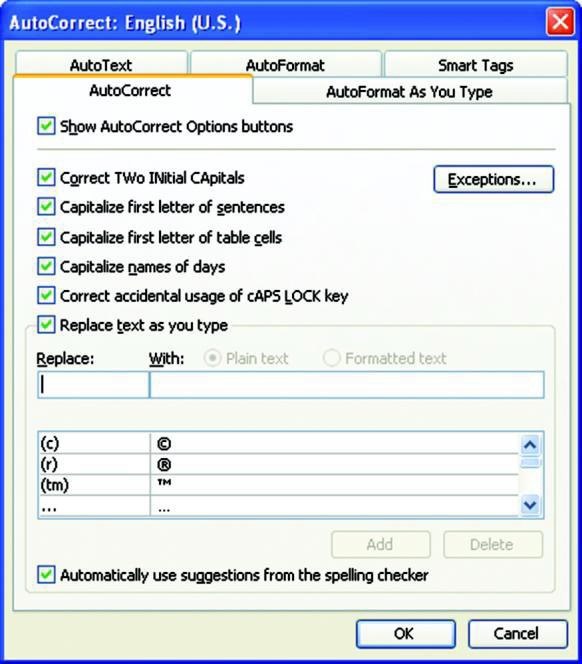 AutoCorrect: English (U.S.)
AutoText AutoFormat Smart Tags
AutoCorrect AutoFormat As You Type
Show AutoCorrect Options buttons
Correct TWo INitial CApitals
Exceptions...
Capitalize first letter of sentences
Capitalize first letter of table cells
Capitalize names of days
Correct accidental usage of cAPS LOCK key
Replace text as you type
Replace: With: Plain text Formatted text
(c) ©
(r) ®
(tm) ™
... ...
Add Delete
Automatically use suggestions from the spelling checker
OK Cancel